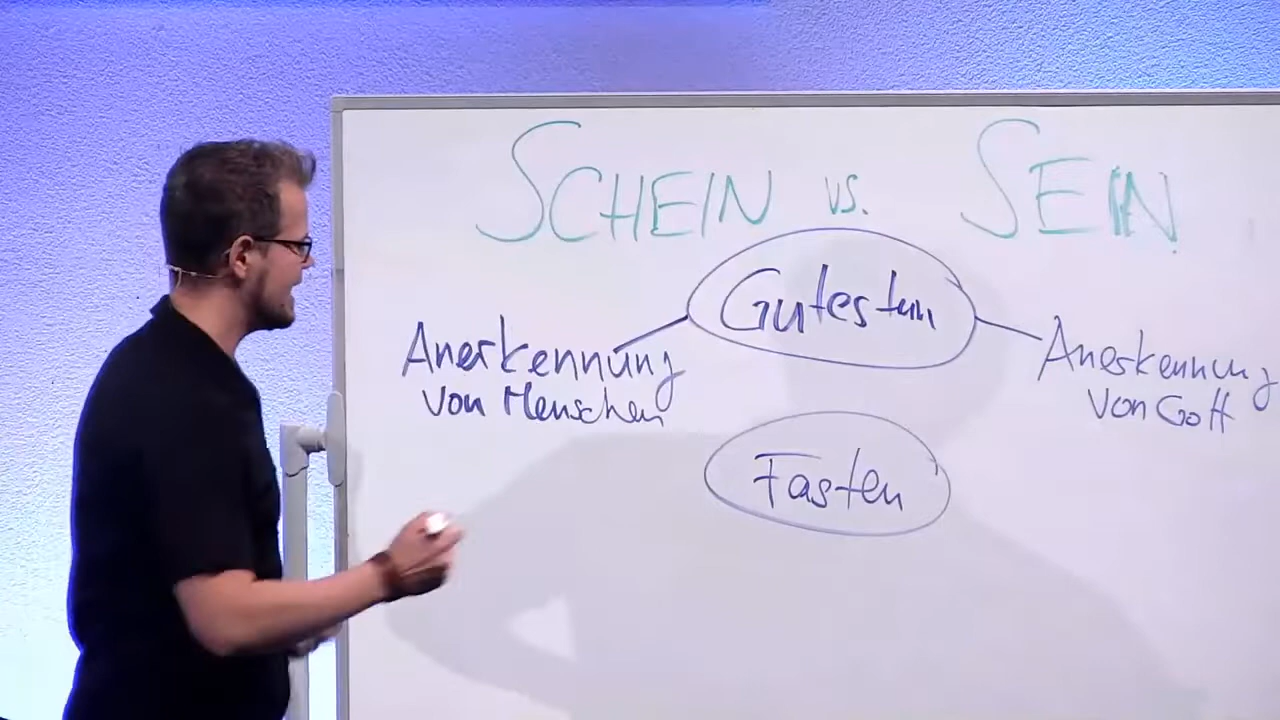 SCHEIN vs. SEIN
Gutes tun
Anerkennung
von Menschen
Anerkennung
von Gott
Fasten